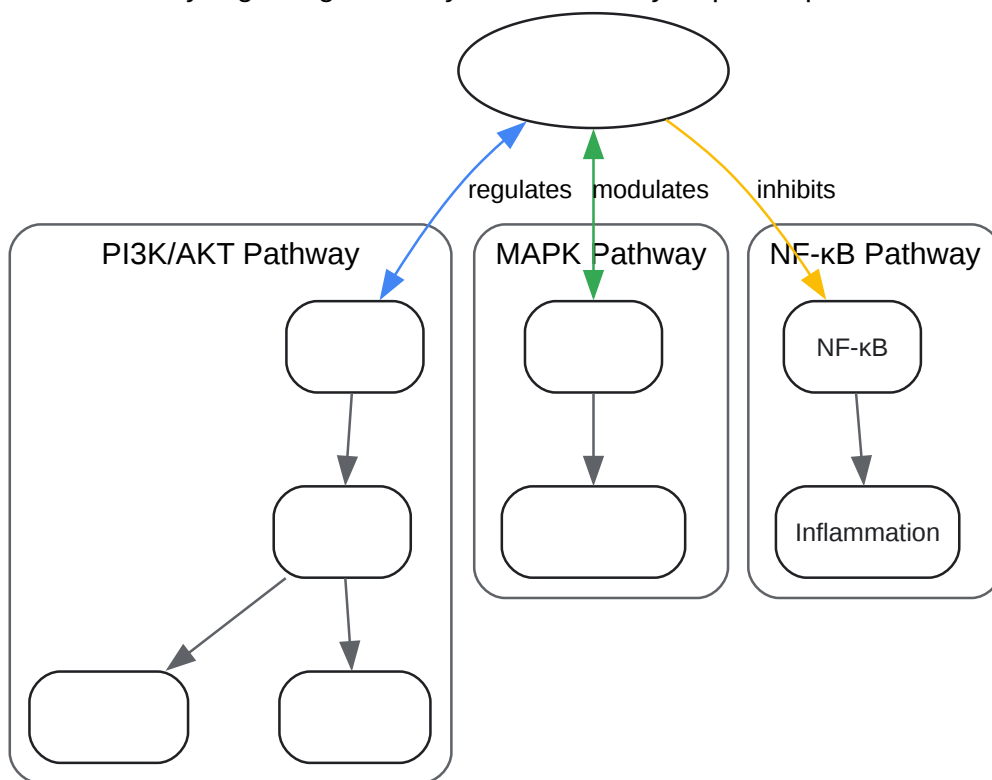 regulates modulates inhibits
PI3K/AKT Pathway MAPK Pathway NF-κB Pathway
NF-κB
Inflammation